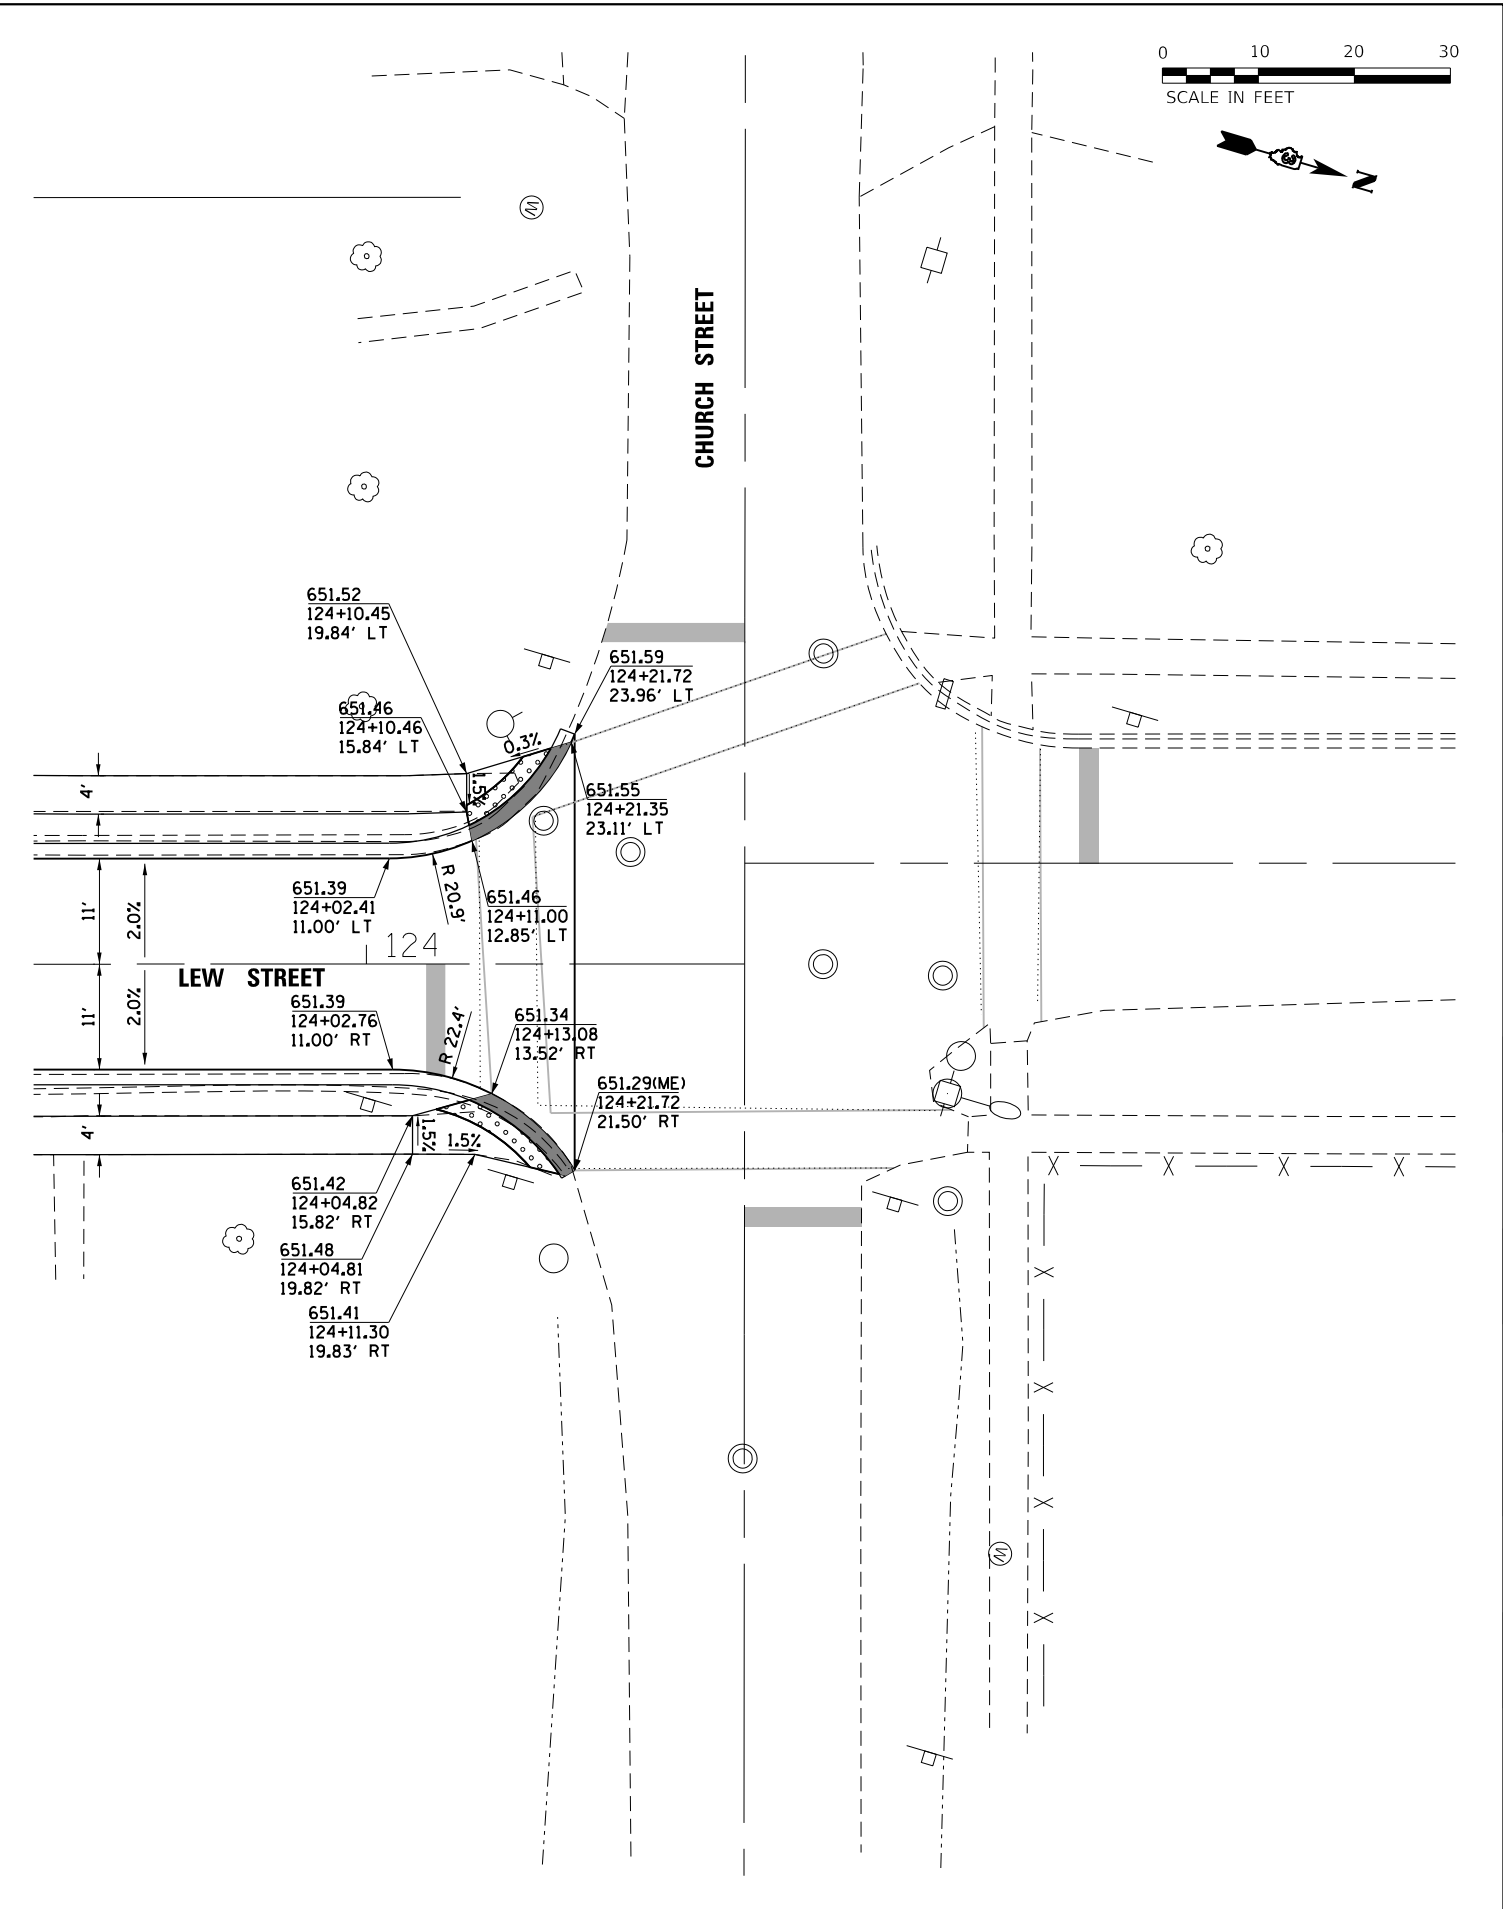 0 10 20 30
SCALE IN FEET
3
N
W
CHURCH STREET
651.52
124+10.45
19.84' LT
651.59
124+21.72
23.96' LT
651.46
124+10.46
15.84' LT
0.3%
1.5%
4'
651.55
124+21.35
23.11' LT
651.39
124+02.41
11.00' LT
R 20.9'
651.46
124+11.00
12.85' LT
11'
2.0%
124
LEW STREET
11'
2.0%
651.39
124+02.76
11.00' RT
R 22.4'
651.34
124+13.08
13.52' RT
651.29(ME)
124+21.72
21.50' RT
4'
1.5%
1.5%
651.42
124+04.82
15.82' RT
651.48
124+04.81
19.82' RT
651.41
124+11.30
19.83' RT
X X X X
X
X
X
X
W